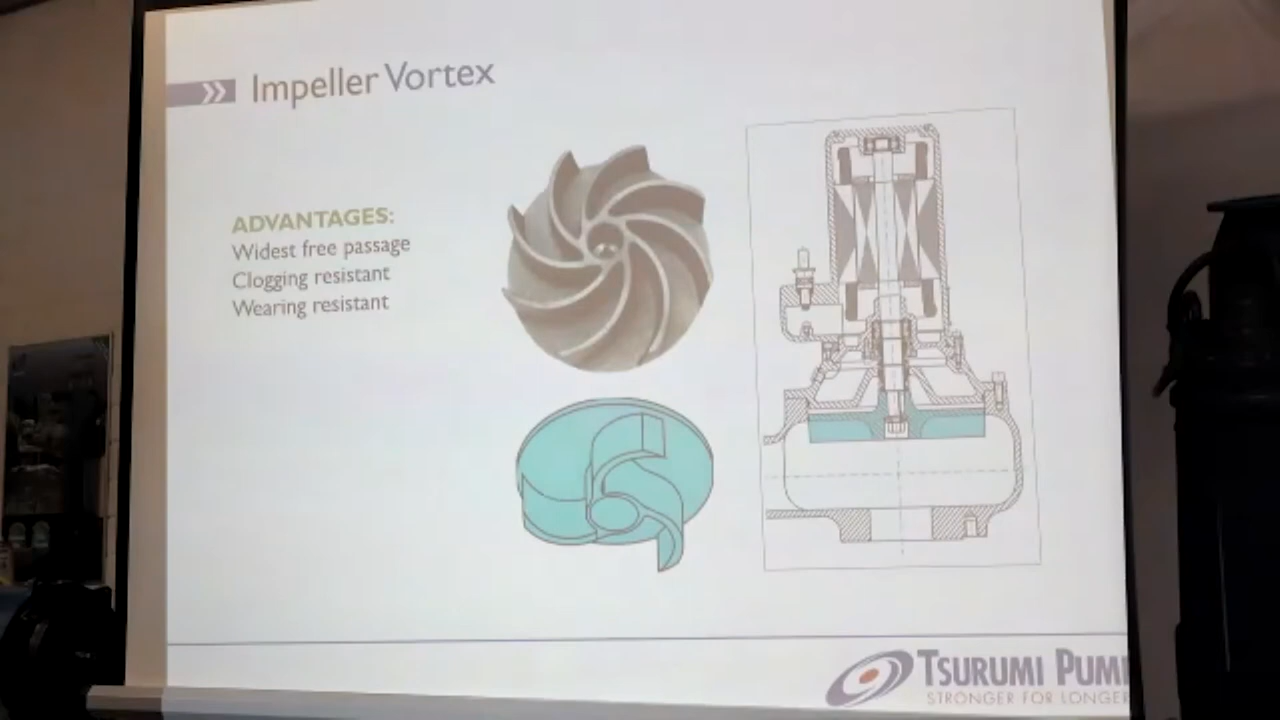 Impeller Vortex
ADVANTAGES:
Widest free passage
Clogging resistant
Wearing resistant
TSURUMI PUMP
STRONGER FOR LONGER